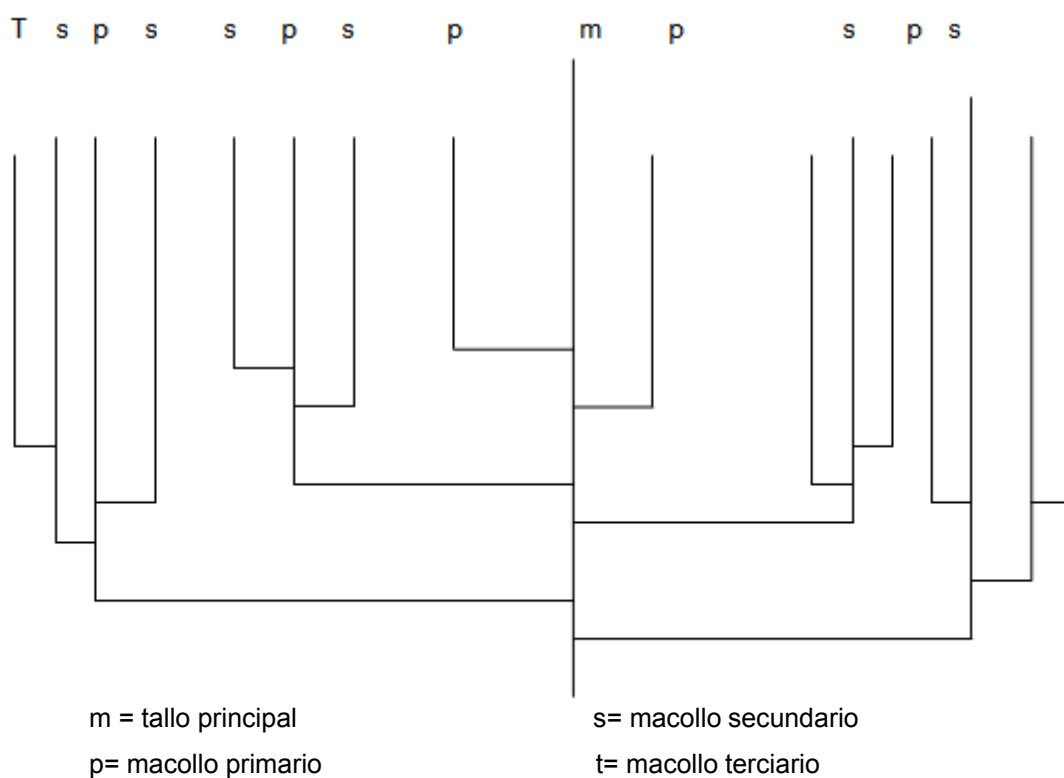 T s p s s p s p m p s p s
m = tallo principal s= macollo secundario
p= macollo primario t= macollo terciario